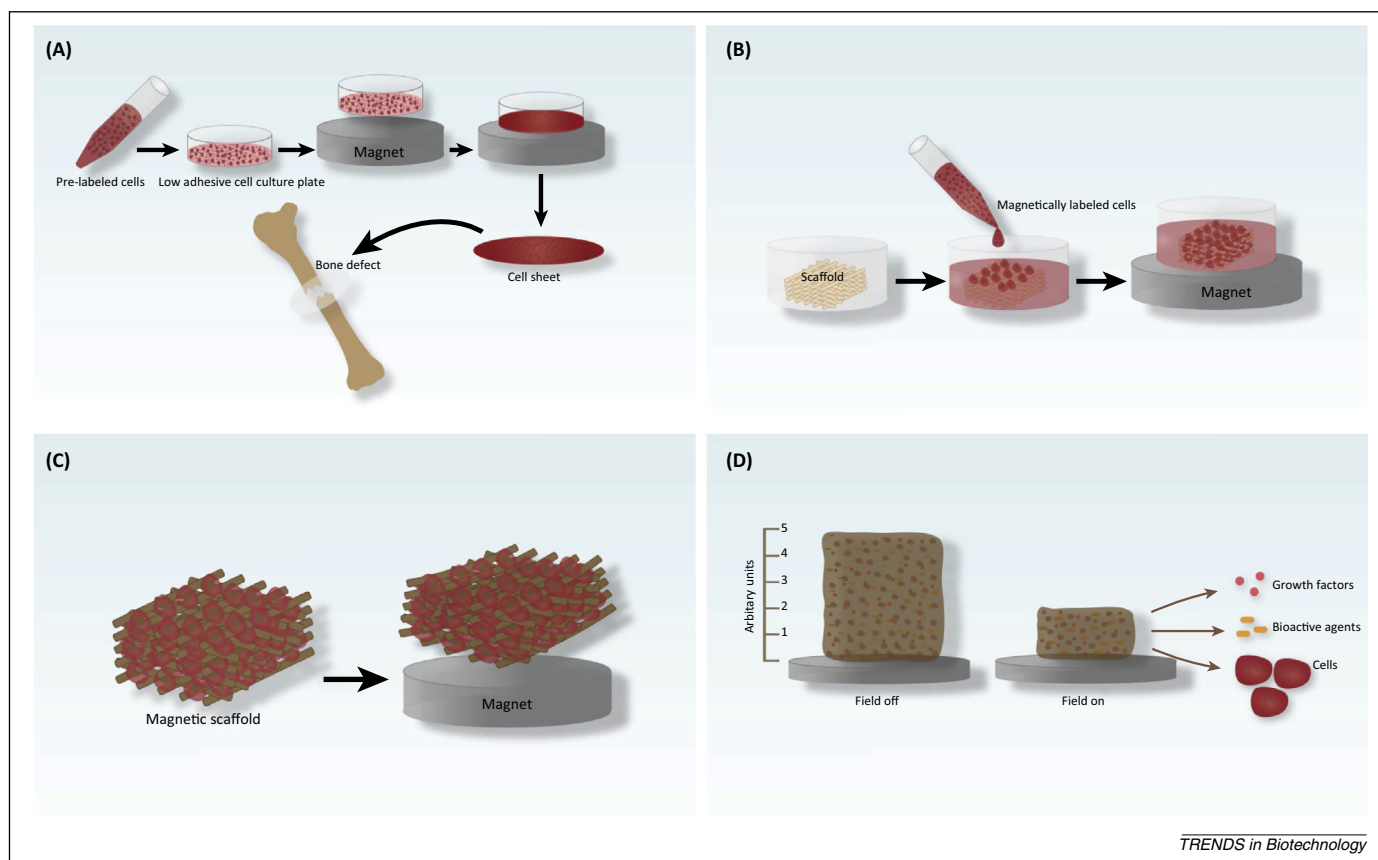 (A)
Pre-labeled cells
Low adhesive cell culture plate
Magnet
Bone defect
Cell sheet
(B)
Scaffold
Magnetically labeled cells
Magnet
(C)
Magnetic scaffold
Magnet
(D)
Arbitary units
5
4
3
2
1
Field off
Field on
Growth factors
Bioactive agents
Cells
TRENDS in Biotechnology